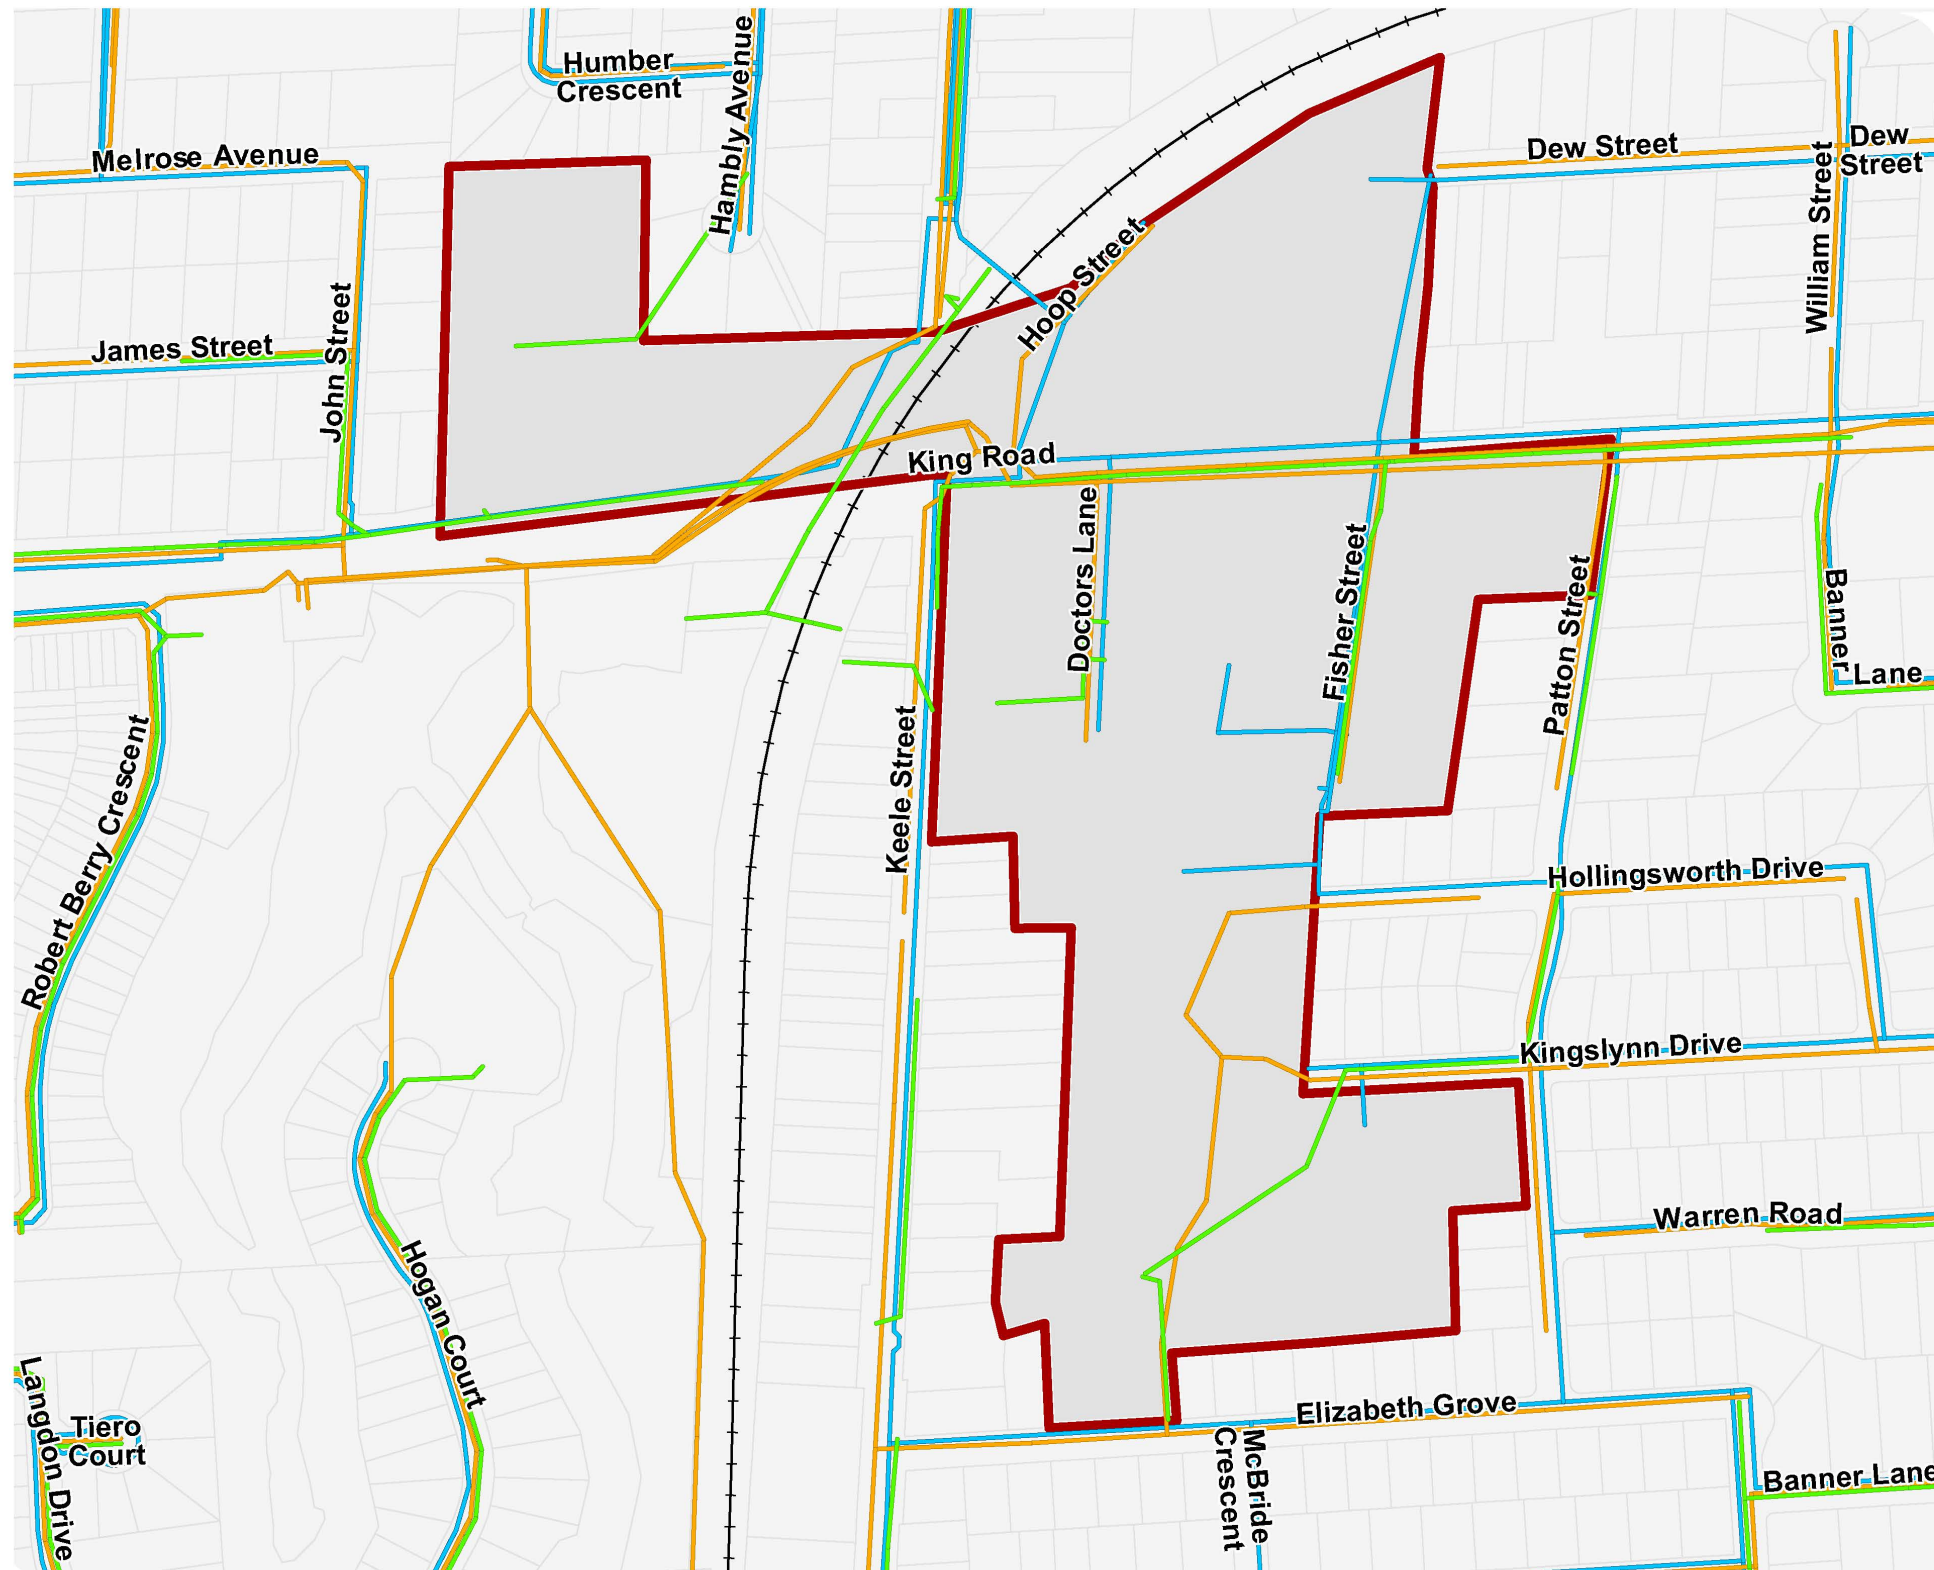 Humber
Crescent
Hambly Avenue
Melrose Avenue
Dew Street
Dew
Street
William Street
Hoop Street
John Street
James Street
King Road
Doctors Lane
Fisher Street
Patton Street
Banner
Lane
Robert Berry Crescent
Keele Street
Hollingsworth Drive
Kingslynn Drive
Warren Road
Hogan Court
Langdon Drive
Tiero
Court
Elizabeth Grove
McBride
Crescent
Banner Lane